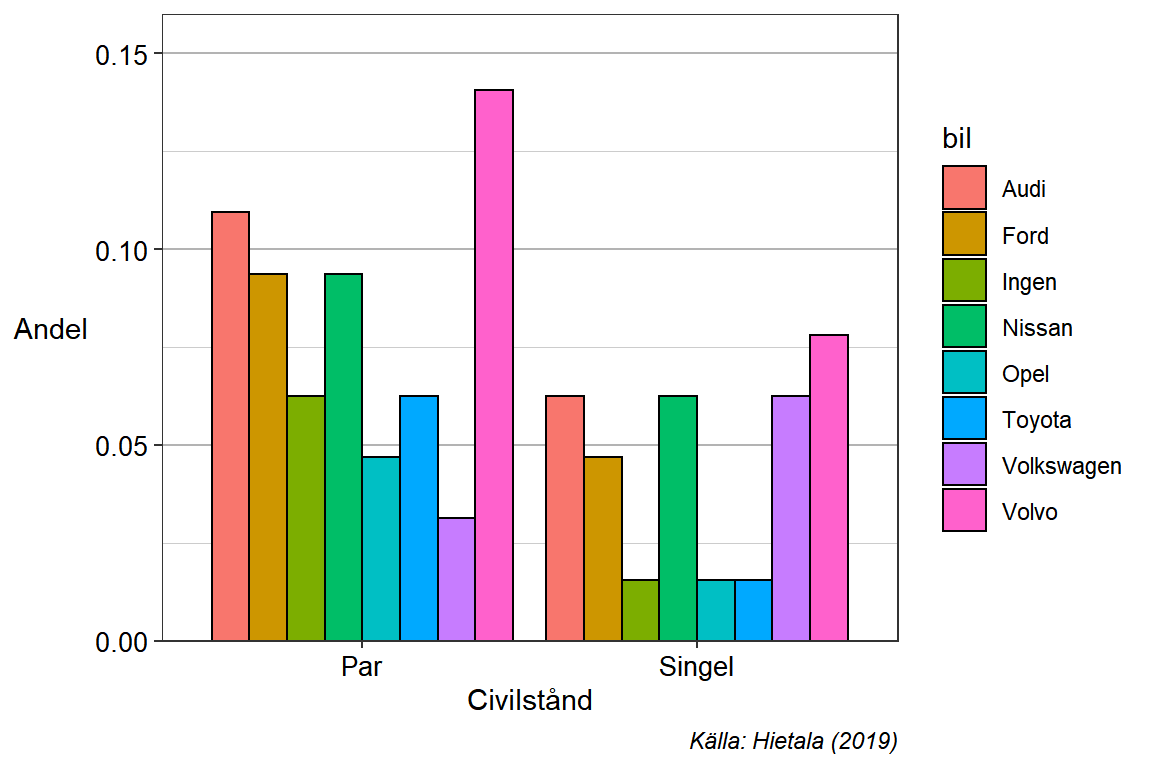 0.15
0.10
Andel
0.05
0.00
Par
Singel
Civilstånd
Källa: Hietala (2019)
bil
Audi
Ford
Ingen
Nissan
Opel
Toyota
Volkswagen
Volvo